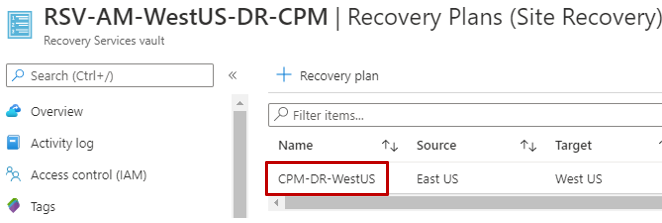 RSV-AM-WestUS-DR-CPM | Recovery Plans (Site Recovery)
Recovery Services vault
Search (Ctrl+/)
«
+ Recovery plan
Overview
Filter items...
Activity log
Name ↑↓ Source ↑↓ Target
Access control (IAM)
CPM-DR-WestUS East US West US
Tags